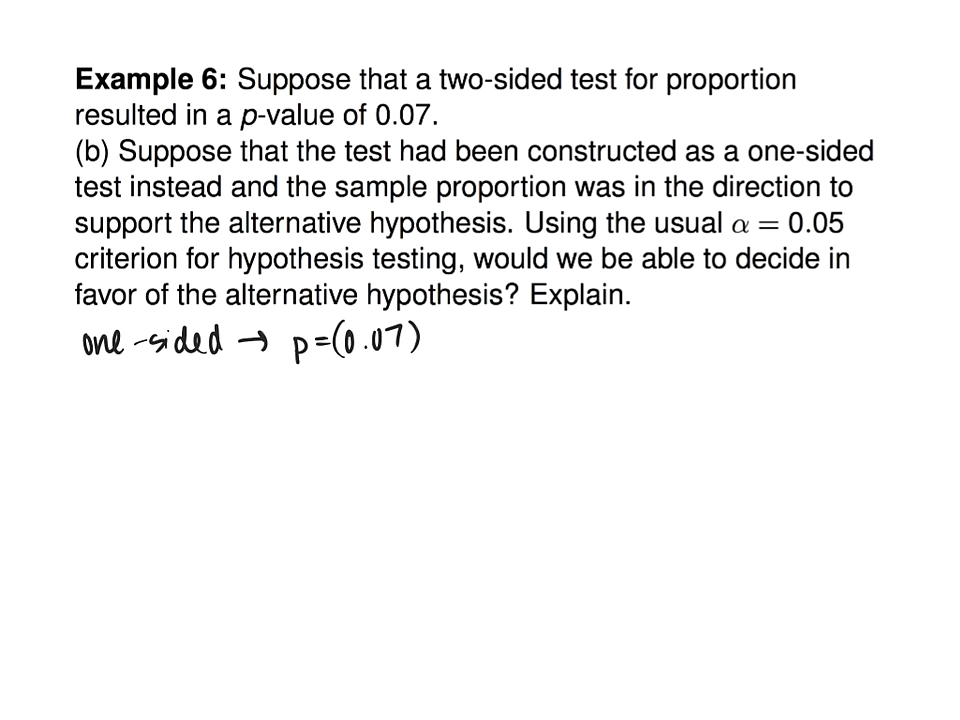 Example 6: Suppose that a two-sided test for proportion
resulted in a p-value of 0.07.
(b) Suppose that the test had been constructed as a one-sided
test instead and the sample proportion was in the direction to
support the alternative hypothesis. Using the usual α = 0.05
criterion for hypothesis testing, would we be able to decide in
favor of the alternative hypothesis? Explain.
one-sided → p=(0.07)